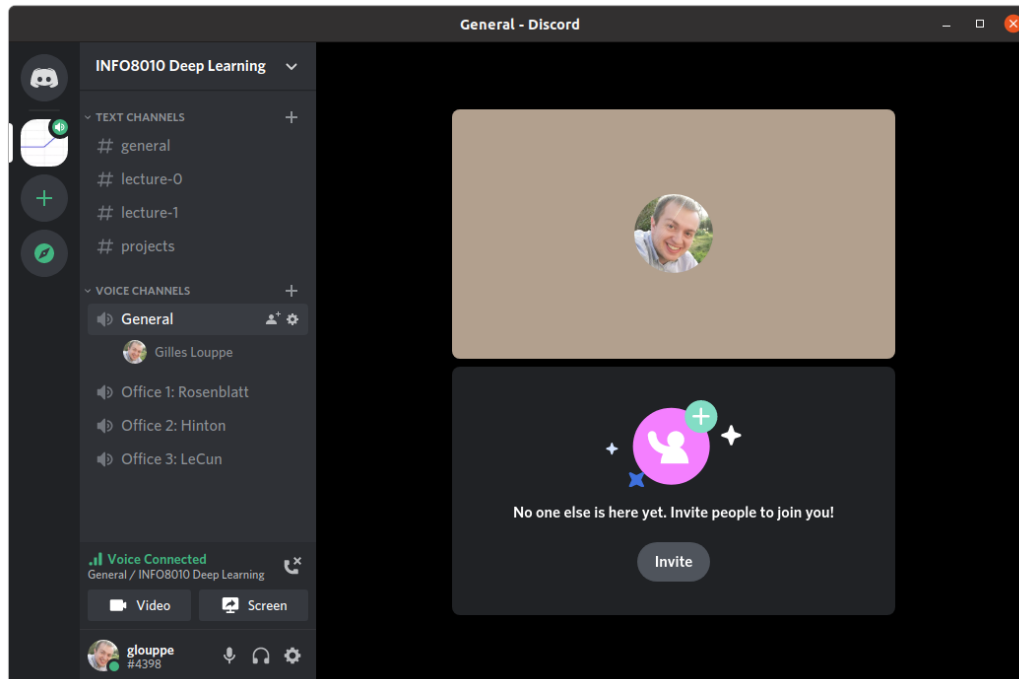 General - Discord
INFO8010 Deep Learning
TEXT CHANNELS
# general
# lecture-0
# lecture-1
# projects
VOICE CHANNELS
General
Gilles Louppe
Office 1: Rosenblatt
Office 2: Hinton
Office 3: LeCun
Voice Connected
General / INFO8010 Deep Learning
Video Screen
glouppe
#4398
No one else is here yet. Invite people to join you!
Invite